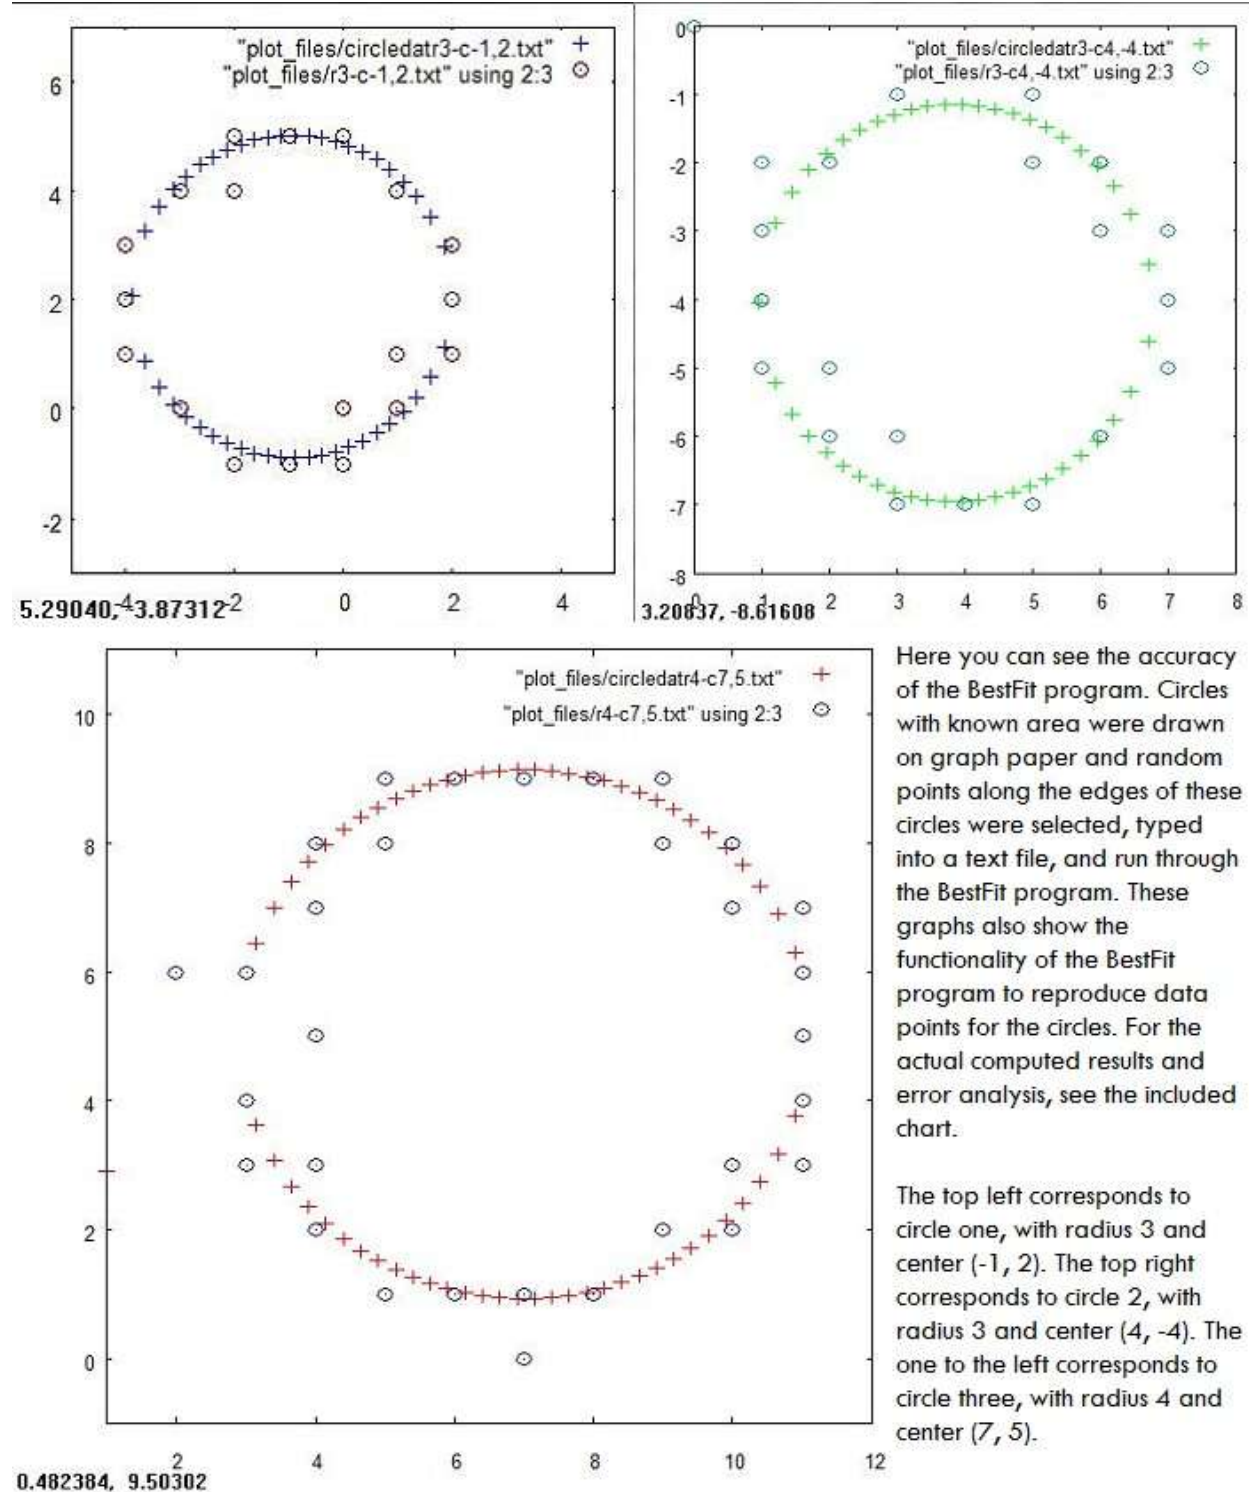 "plot_files/circledatr3-c-1,2.txt"
"plot_files/r3-c-1,2.txt" using 2:3
6
4
2
0
-2
-4 -2 0 2 4
5.29040, -3.87312
"plot_files/circledatr3-c4,-4.txt"
"plot_files/r3-c4,-4.txt" using 2:3
0
-1
-2
-3
-4
-5
-6
-7
-8
0 1 2 3 4 5 6 7 8
3.20837, -8.61608
"plot_files/circledatr4-c7,5.txt"
"plot_files/r4-c7,5.txt" using 2:3
10
8
6
4
2
0
2 4 6 8 10 12
0.482384, 9.50302
Here you can see the accuracy
of the BestFit program. Circles
with known area were drawn
on graph paper and random
points along the edges of these
circles were selected, typed
into a text file, and run through
the BestFit program. These
graphs also show the
functionality of the BestFit
program to reproduce data
points for the circles. For the
actual computed results and
error analysis, see the included
chart.
The top left corresponds to
circle one, with radius 3 and
center (-1, 2). The top right
corresponds to circle 2, with
radius 3 and center (4, -4). The
one to the left corresponds to
circle three, with radius 4 and
center (7, 5).